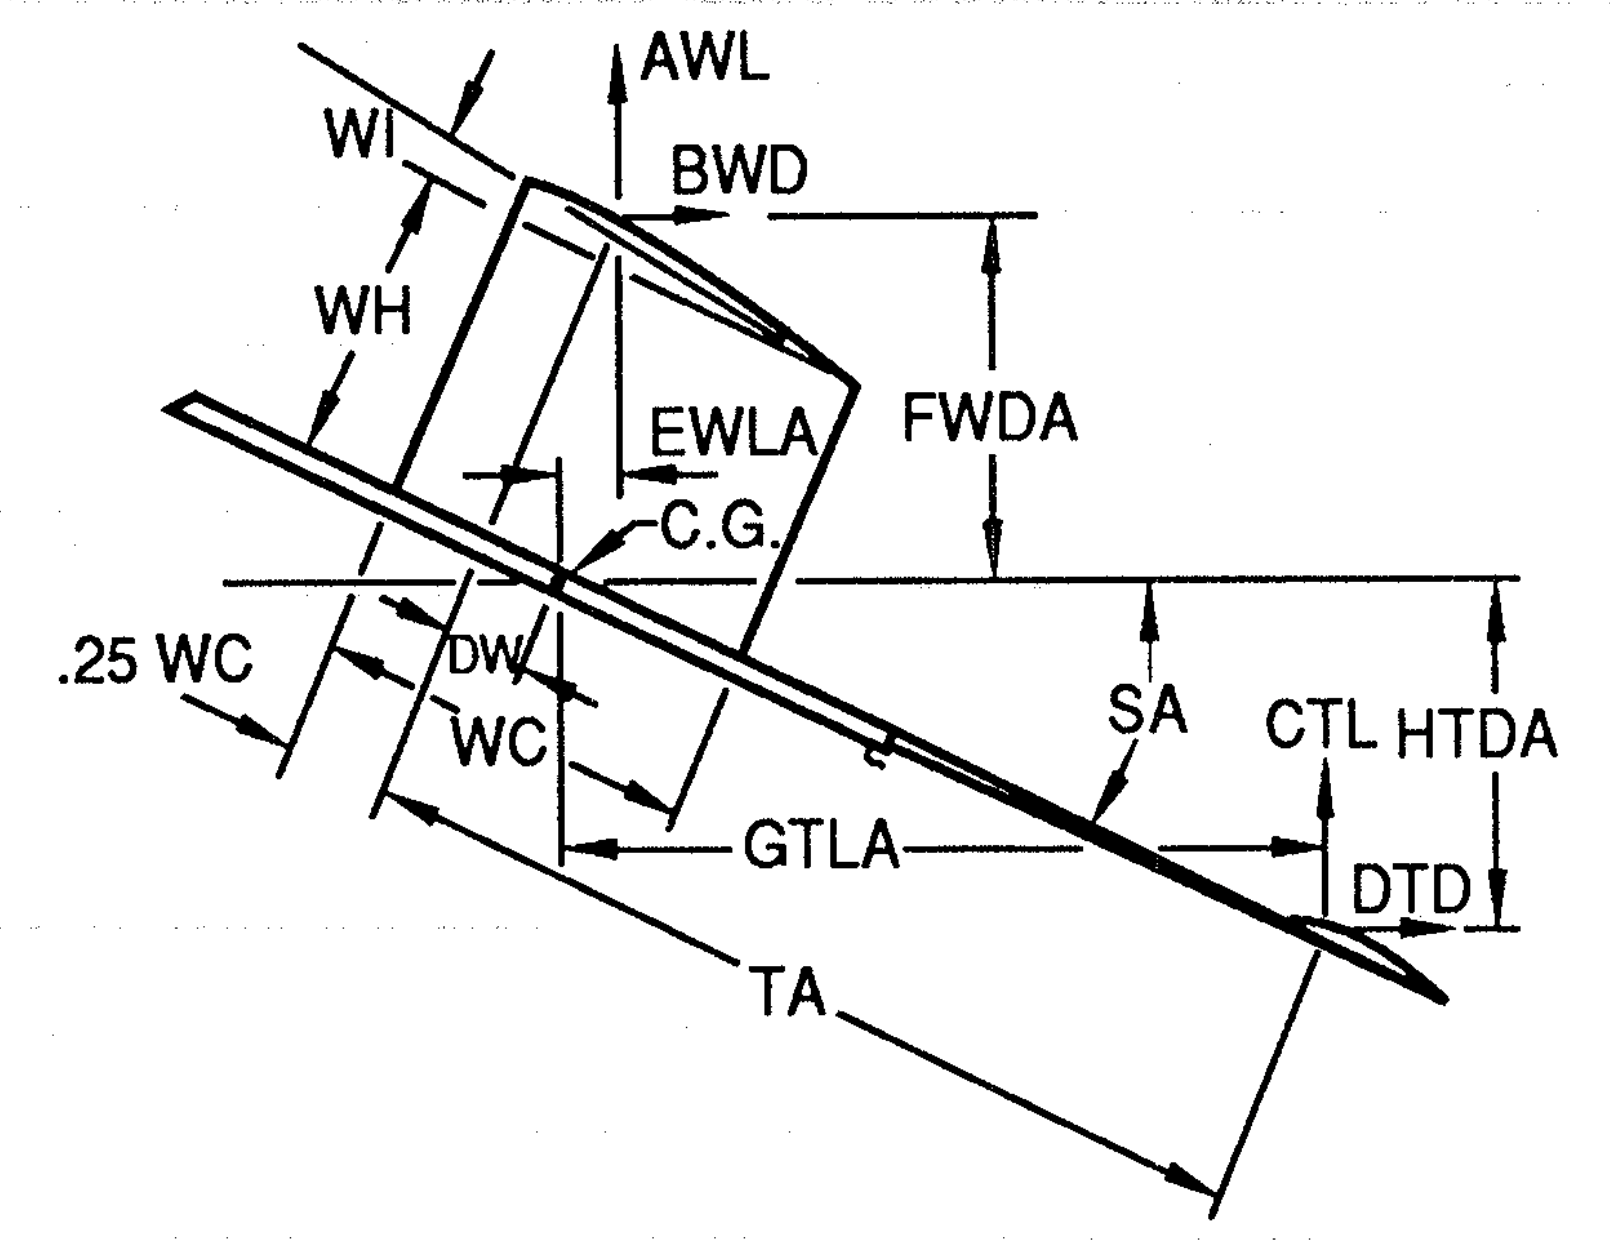 AWL
WI
BWD
WH
EWLA
FWDA
C.G.
.25 WC
DW
WC
SA
CTL
HTDA
GTLA
DTD
TA